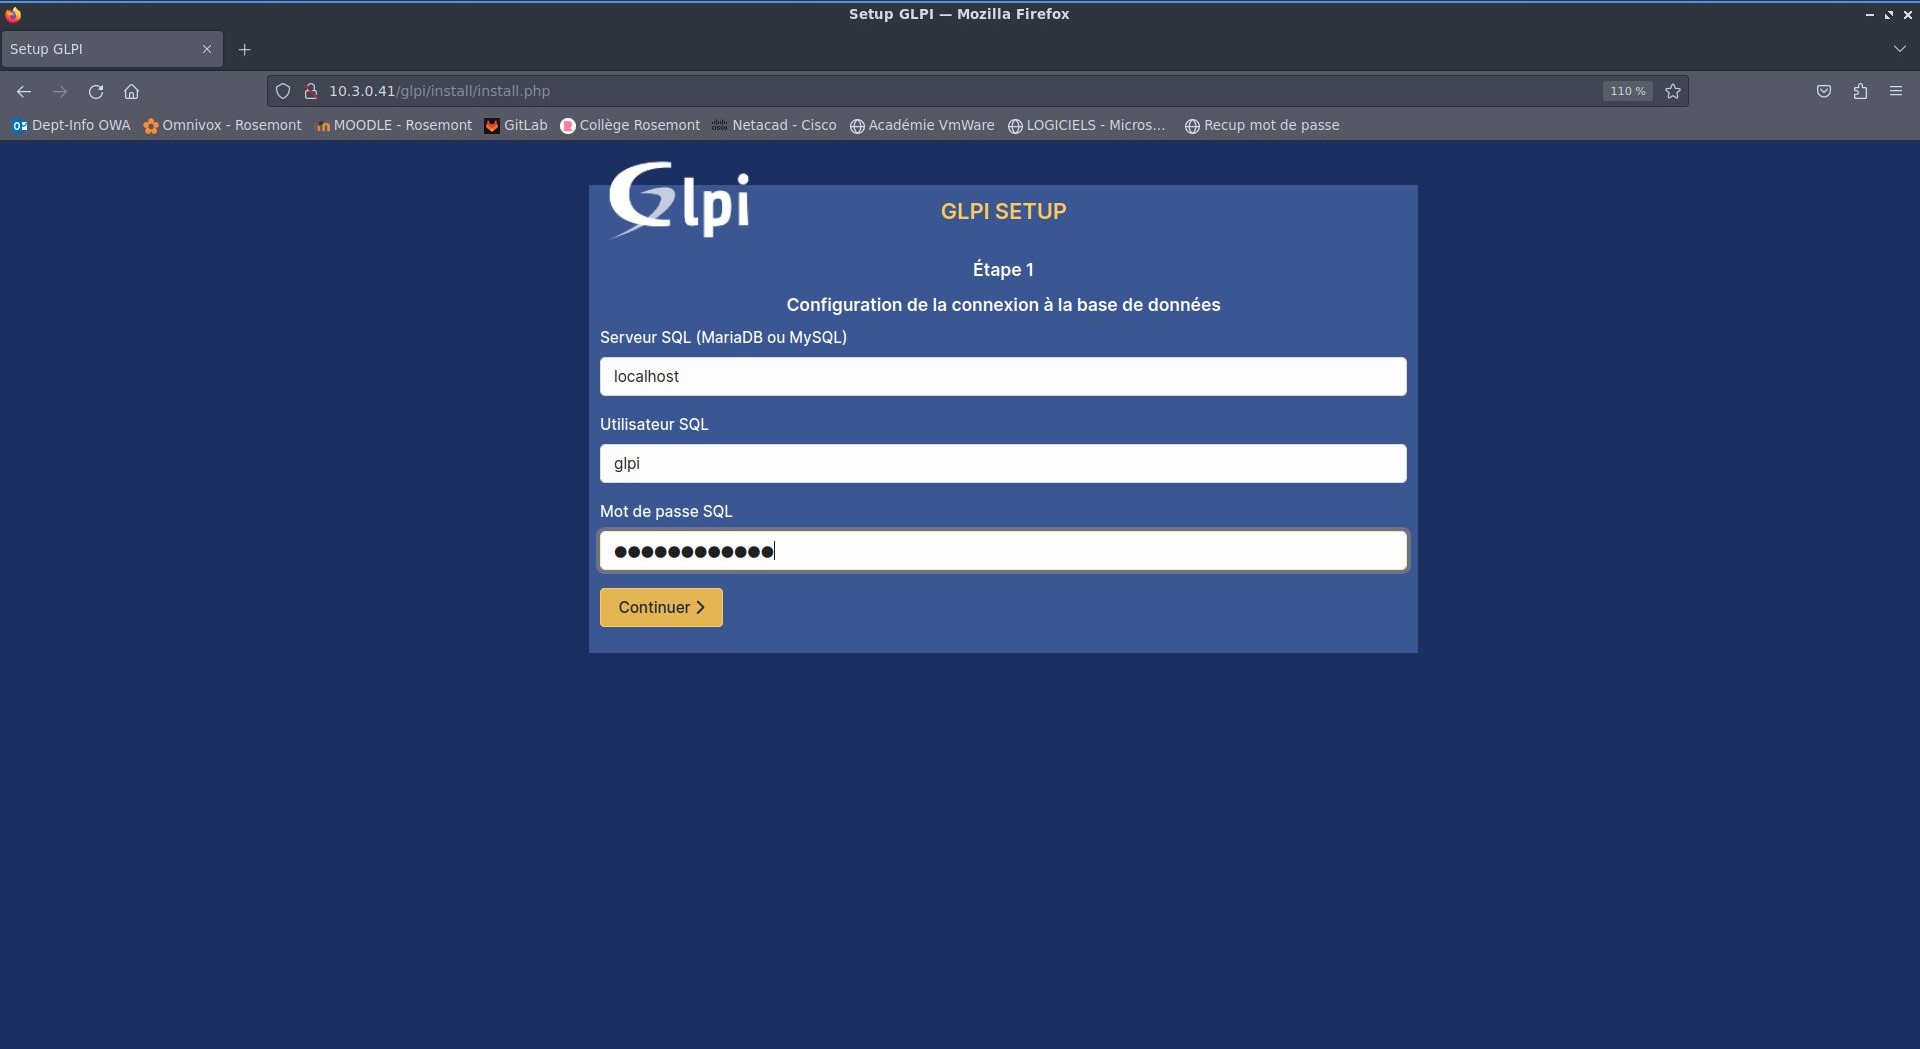 Setup GLPI — Mozilla Firefox
Setup GLPI
10.3.0.41/glpi/install/install.php
110 %
Dept-Info OWA
Omnivox - Rosemont
MOODLE - Rosemont
GitLab
Collège Rosemont
Netacad - Cisco
Académie VmWare
LOGICIELS - Micros…
Recup mot de passe
Glpi
GLPI SETUP
Étape 1
Configuration de la connexion à la base de données
Serveur SQL (MariaDB ou MySQL)
localhost
Utilisateur SQL
glpi
Mot de passe SQL
●●●●●●●●●●●●
Continuer